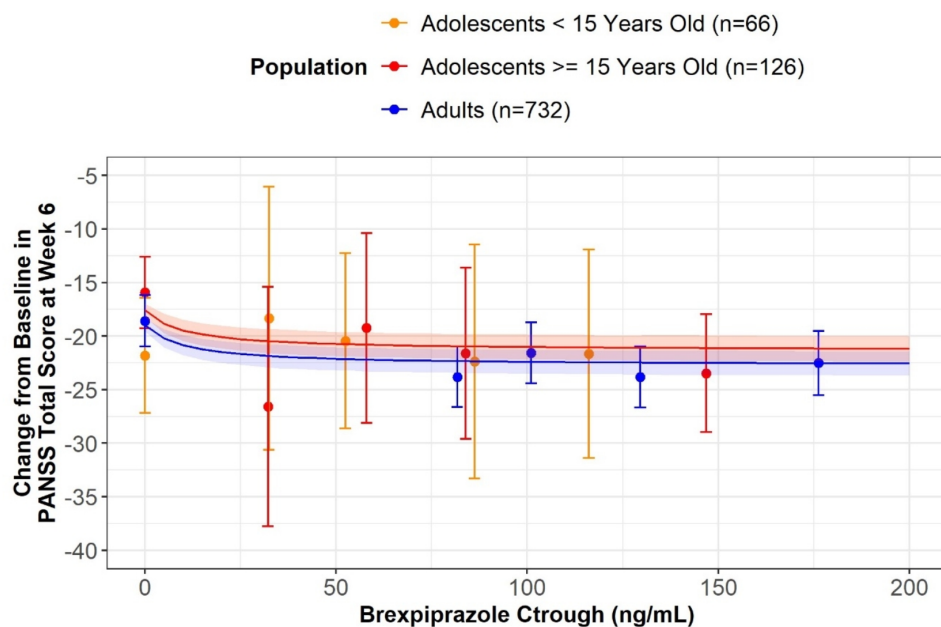 Adolescents < 15 Years Old (n=66)
Population
Adolescents >= 15 Years Old (n=126)
Adults (n=732)
Change from Baseline in
PANSS Total Score at Week 6
-5
-10
-15
-20
-25
-30
-35
-40
0
50
100
150
200
Brexpiprazole Ctrough (ng/mL)